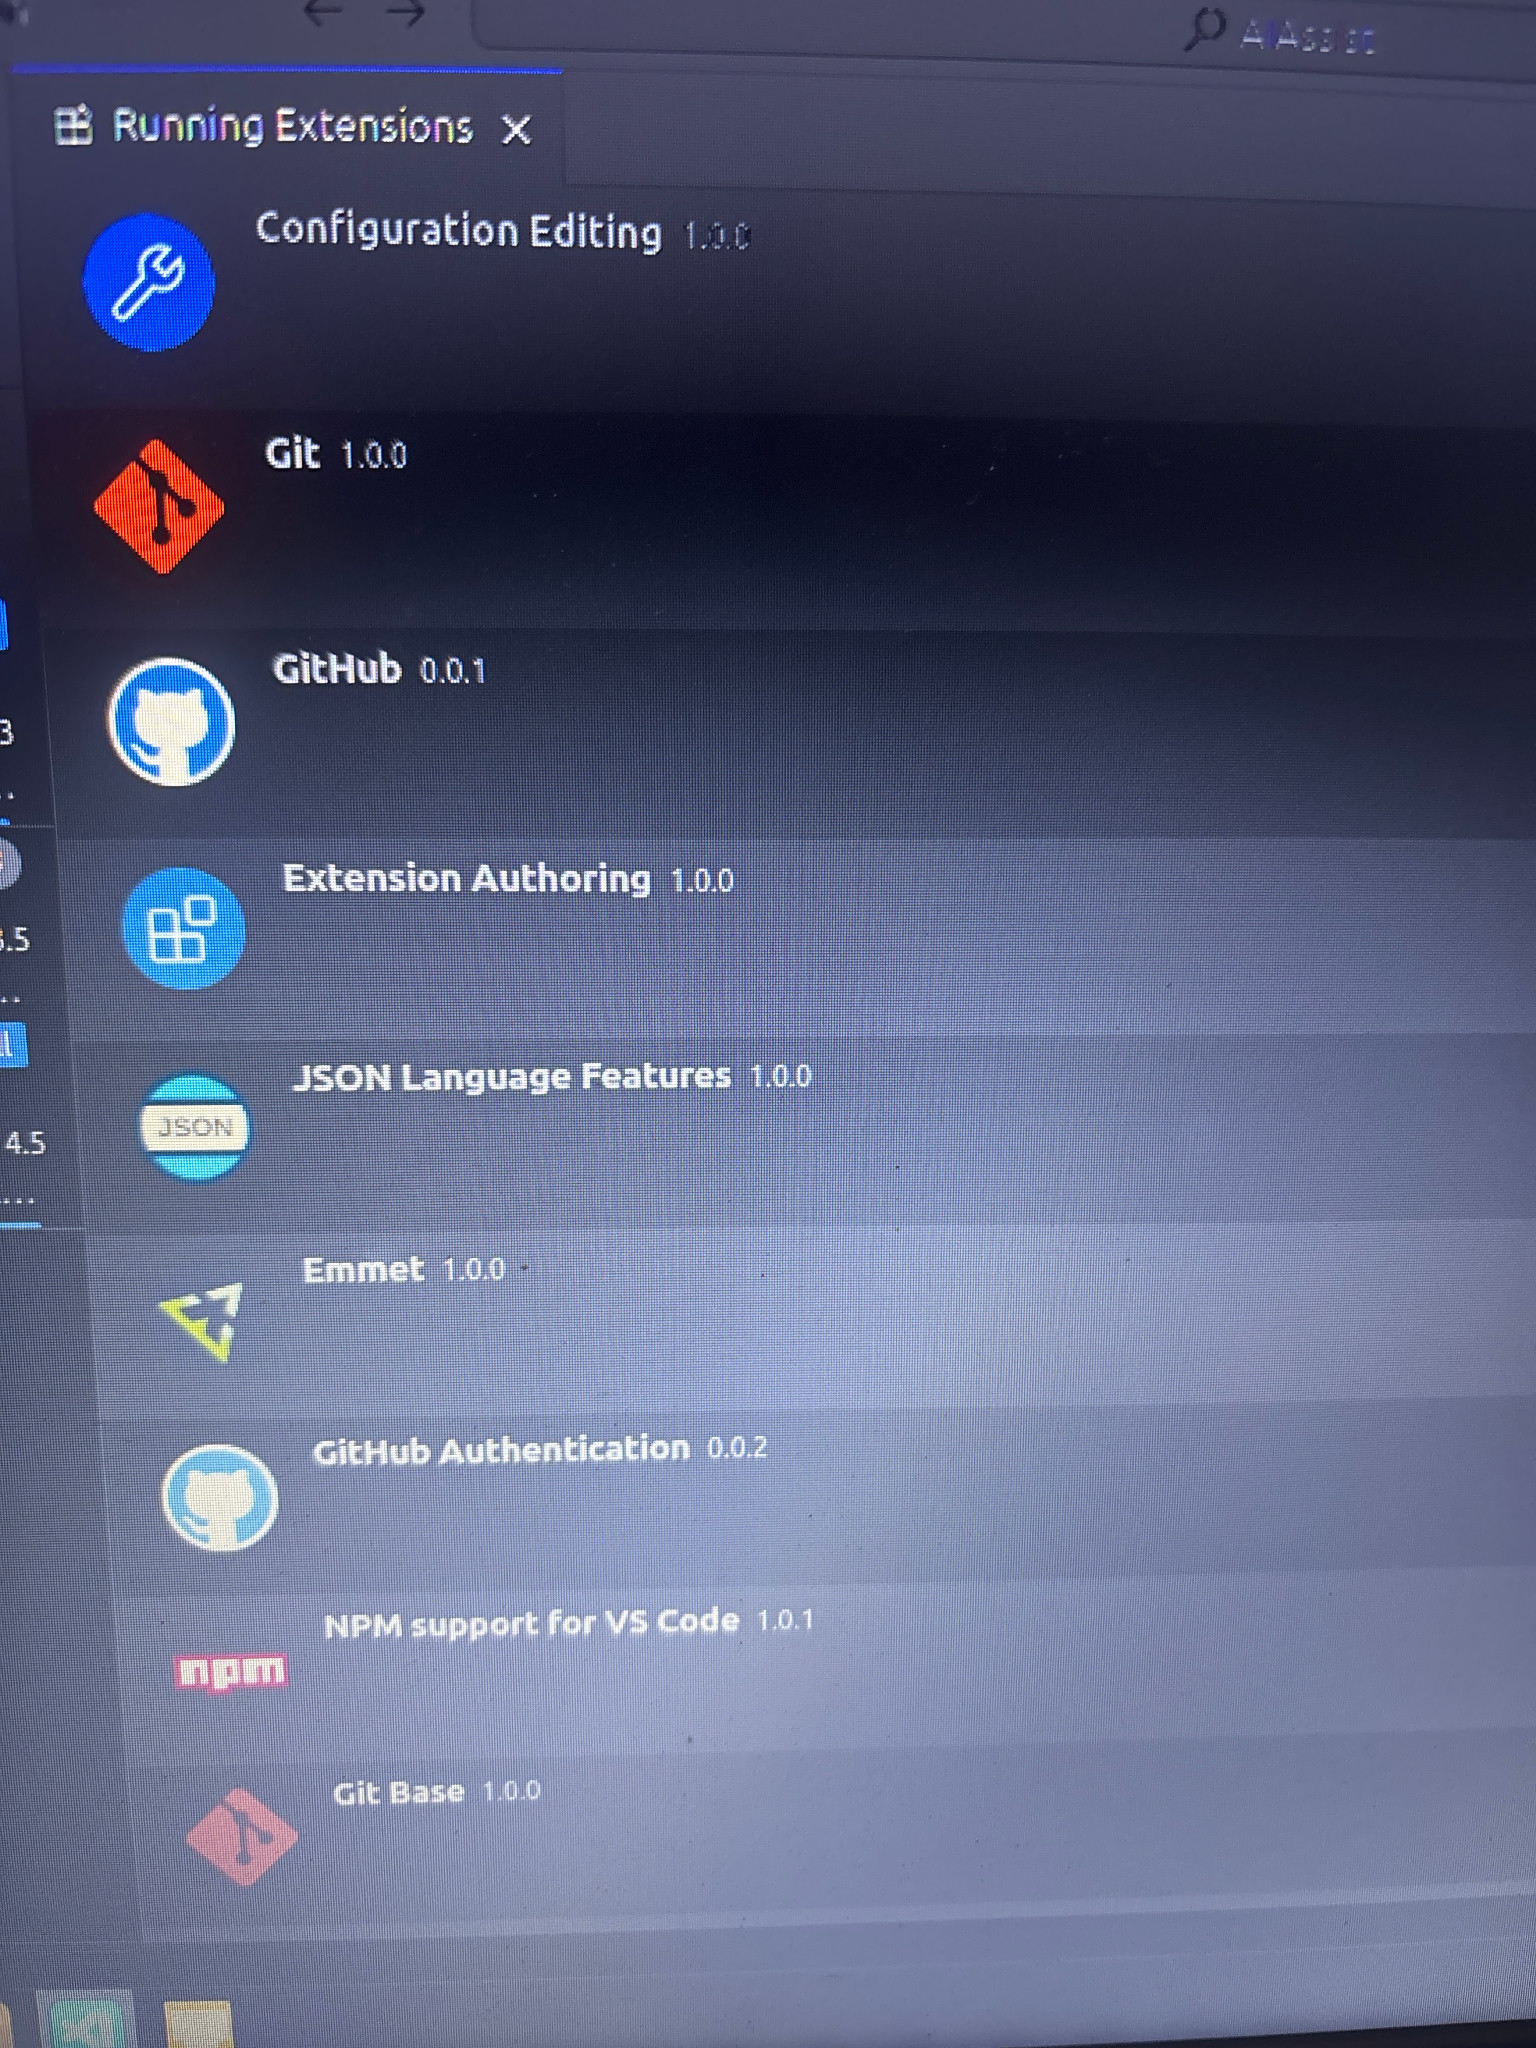 AIAssist
Running Extensions
Configuration Editing 1.0.0
Git 1.0.0
GitHub 0.0.1
3
..
Extension Authoring 1.0.0
.5
..
l
JSON Language Features 1.0.0
JSON
4.5
...
Emmet 1.0.0
GitHub Authentication 0.0.2
NPM support for VS Code 1.0.1
npm
Git Base 1.0.0